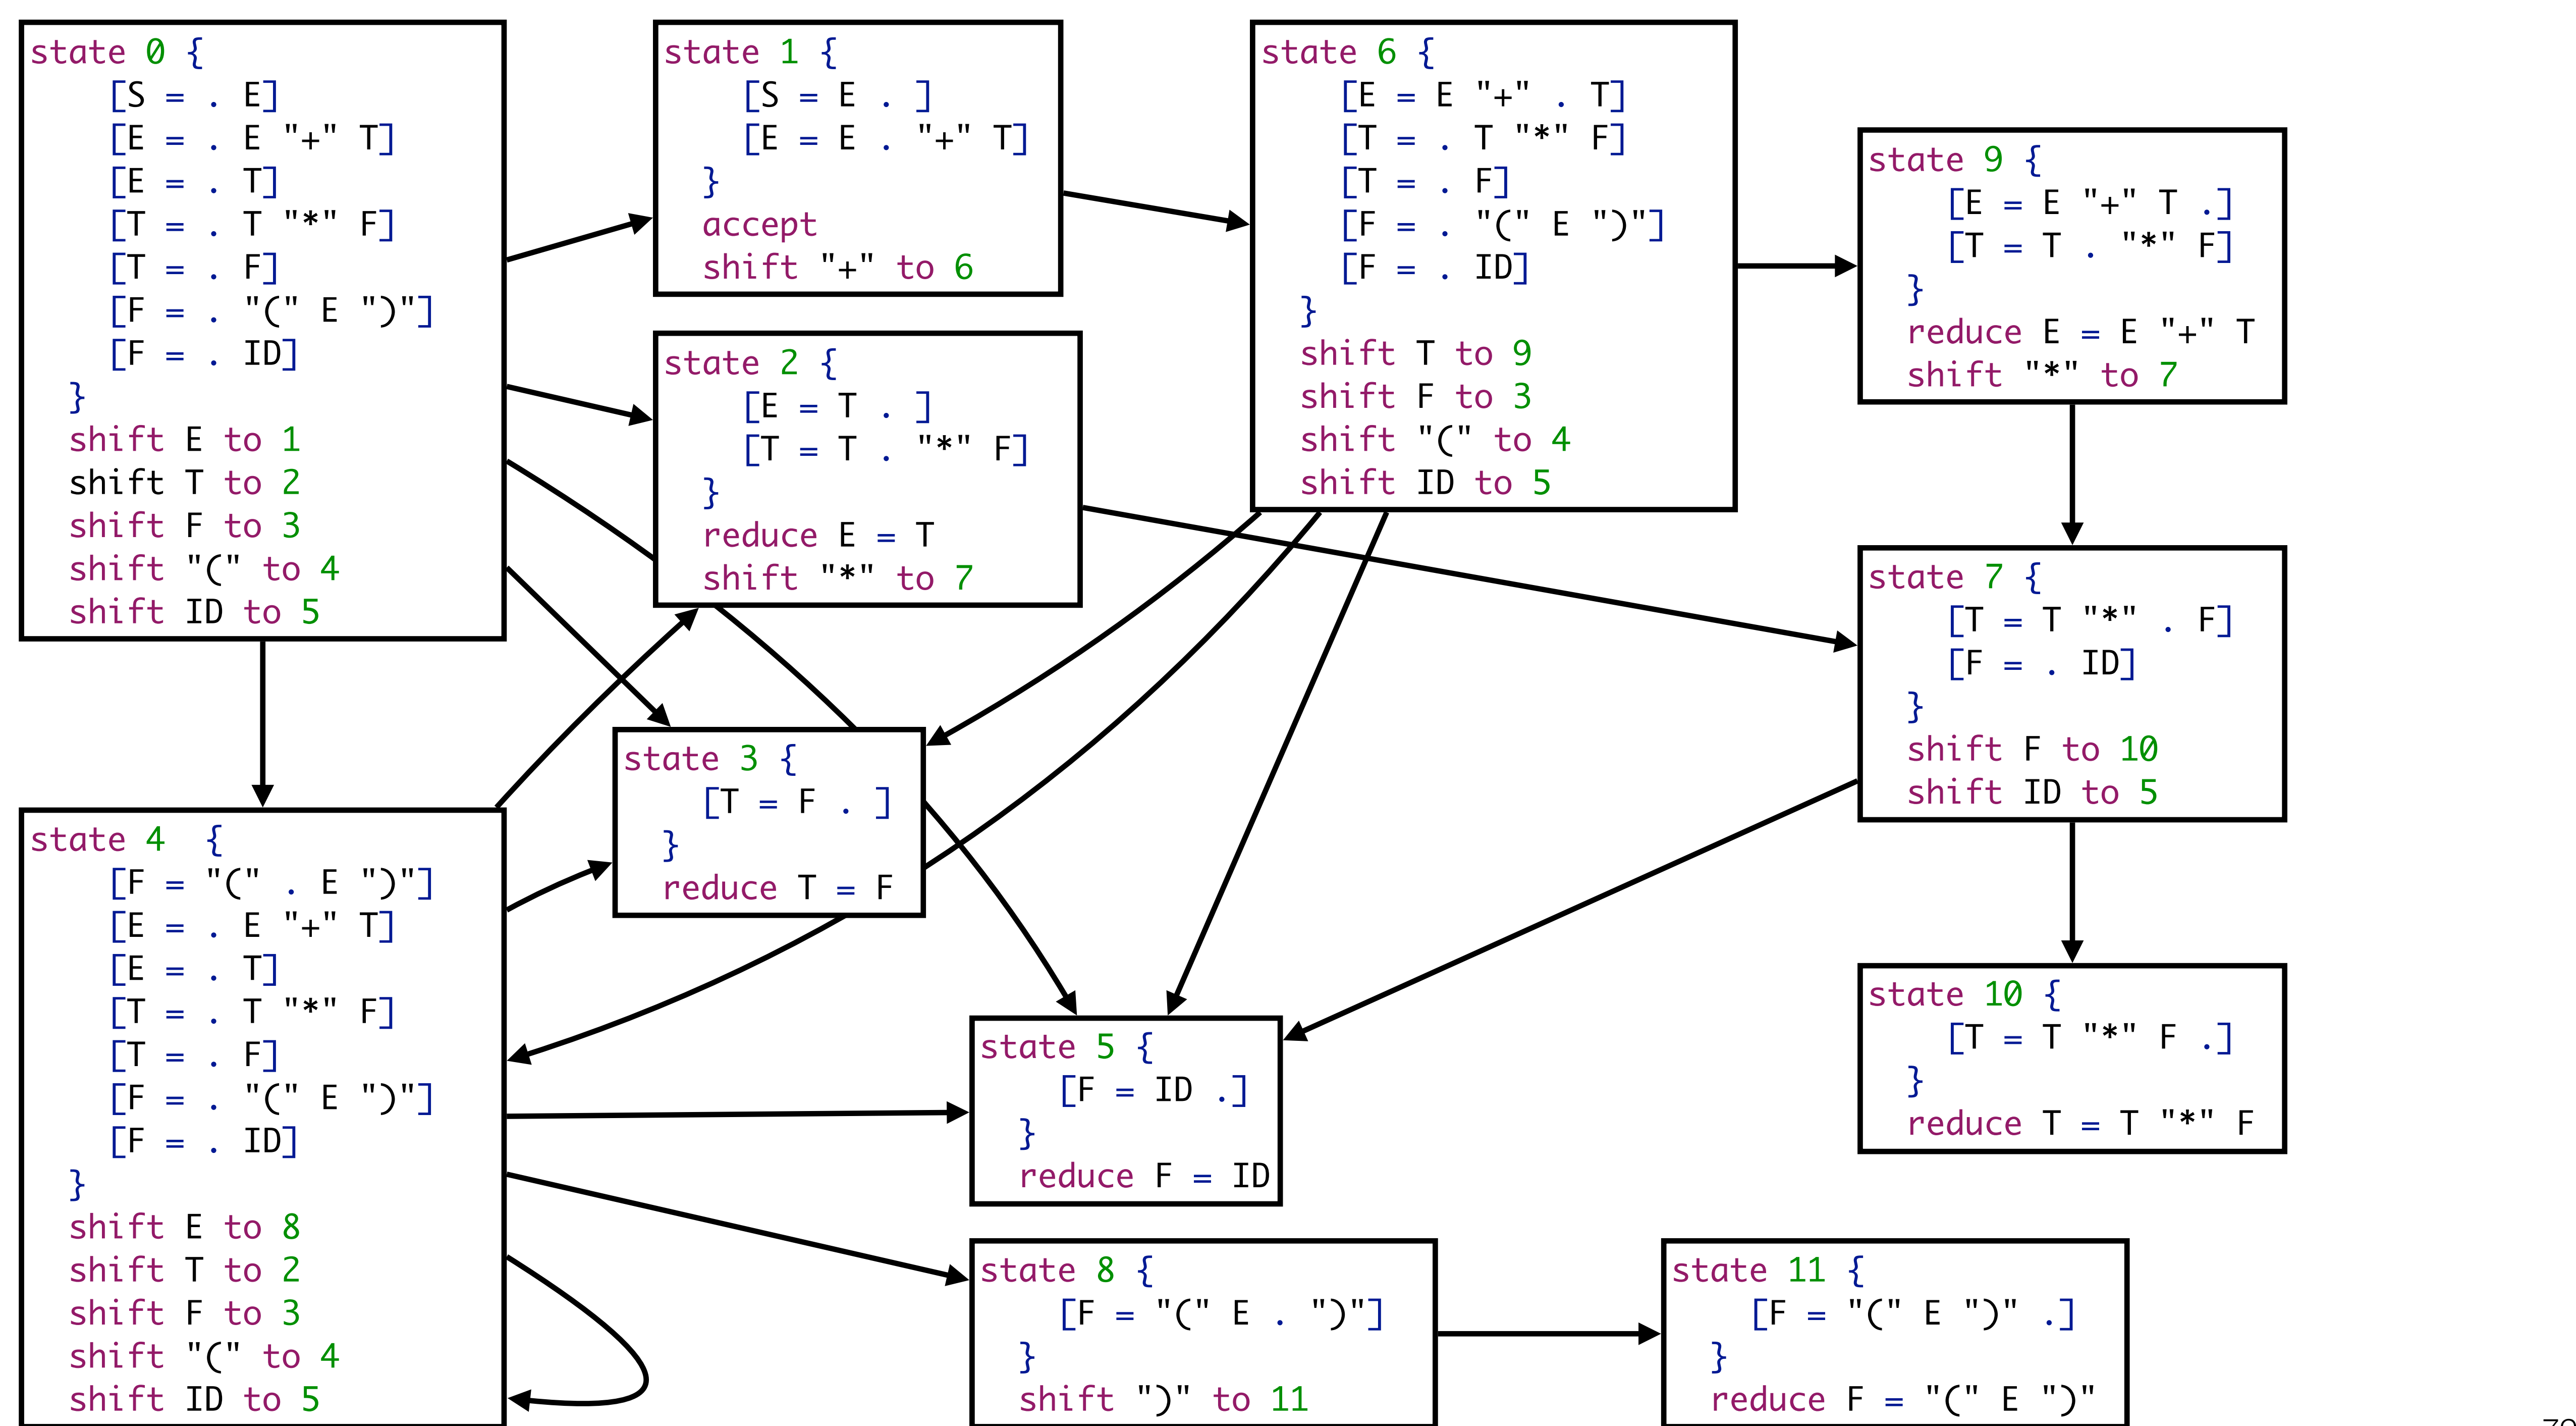 state 0 {
[S = . E]
[E = . E "+" T]
[E = . T]
[T = . T "*" F]
[T = . F]
[F = . "(" E ")"]
[F = . ID]
}
shift E to 1
shift T to 2
shift F to 3
shift "(" to 4
shift ID to 5
state 1 {
[S = E . ]
[E = E . "+" T]
}
accept
shift "+" to 6
state 2 {
[E = T . ]
[T = T . "*" F]
}
reduce E = T
shift "*" to 7
state 6 {
[E = E "+" . T]
[T = . T "*" F]
[T = . F]
[F = . "(" E ")"]
[F = . ID]
}
shift T to 9
shift F to 3
shift "(" to 4
shift ID to 5
state 9 {
[E = E "+" T .]
[T = T . "*" F]
}
reduce E = E "+" T
shift "*" to 7
state 7 {
[T = T "*" . F]
[F = . ID]
}
shift F to 10
shift ID to 5
state 3 {
[T = F . ]
}
reduce T = F
state 4 {
[F = "(" . E ")"]
[E = . E "+" T]
[E = . T]
[T = . T "*" F]
[T = . F]
[F = . "(" E ")"]
[F = . ID]
}
shift E to 8
shift T to 2
shift F to 3
shift "(" to 4
shift ID to 5
state 5 {
[F = ID .]
}
reduce F = ID
state 10 {
[T = T "*" F .]
}
reduce T = T "*" F
state 8 {
[F = "(" E . ")"]
}
shift ")" to 11
state 11 {
[F = "(" E ")" .]
}
reduce F = "(" E ")"